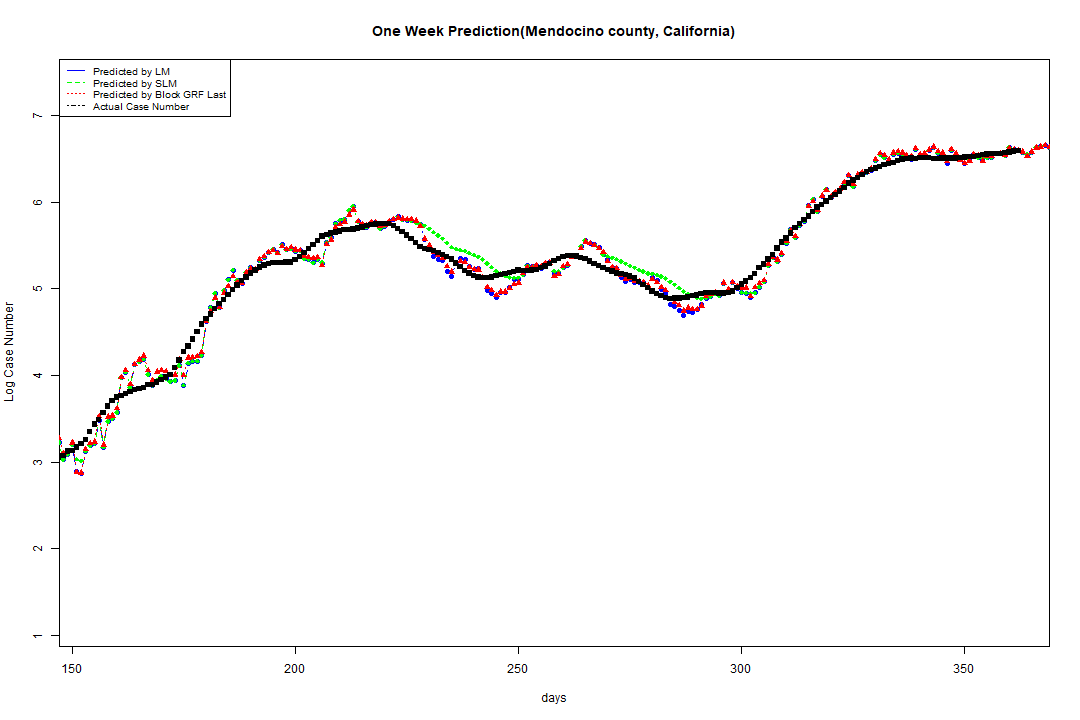 One Week Prediction(Mendocino county, California)
Predicted by LM
Predicted by SLM
Predicted by Block GRF Last
Actual Case Number
7
6
5
4
3
2
1
Log Case Number
150 200 250 300 350
days